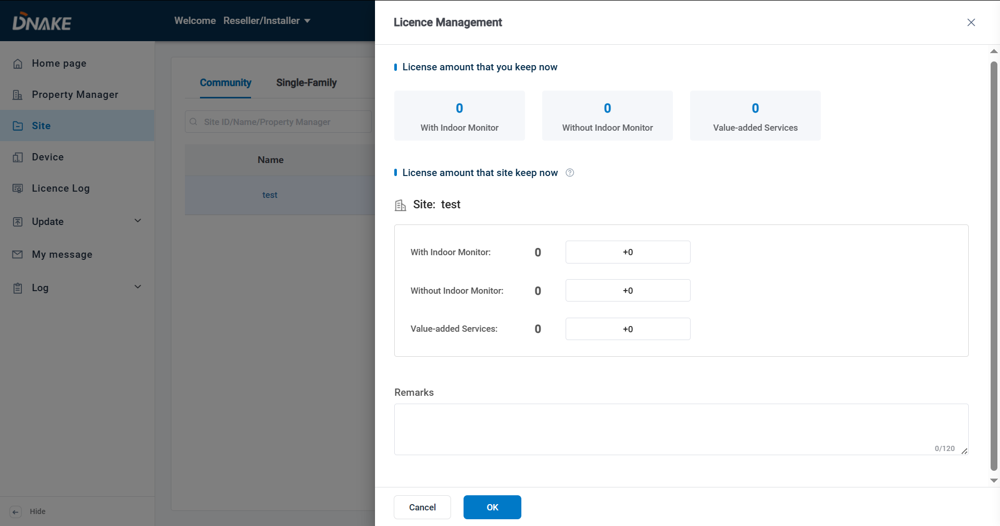 DNAKE
Welcome Reseller/Installer
Home page
Property Manager
Site
Device
Licence Log
Update
My message
Log
Hide
Community Single-Family
Site ID/Name/Property Manager
Name
test
Licence Management
License amount that you keep now
0 0 0
With Indoor Monitor Without Indoor Monitor Value-added Services
License amount that site keep now ?
Site: test
With Indoor Monitor: 0 +0
Without Indoor Monitor: 0 +0
Value-added Services: 0 +0
Remarks
0/120
Cancel OK